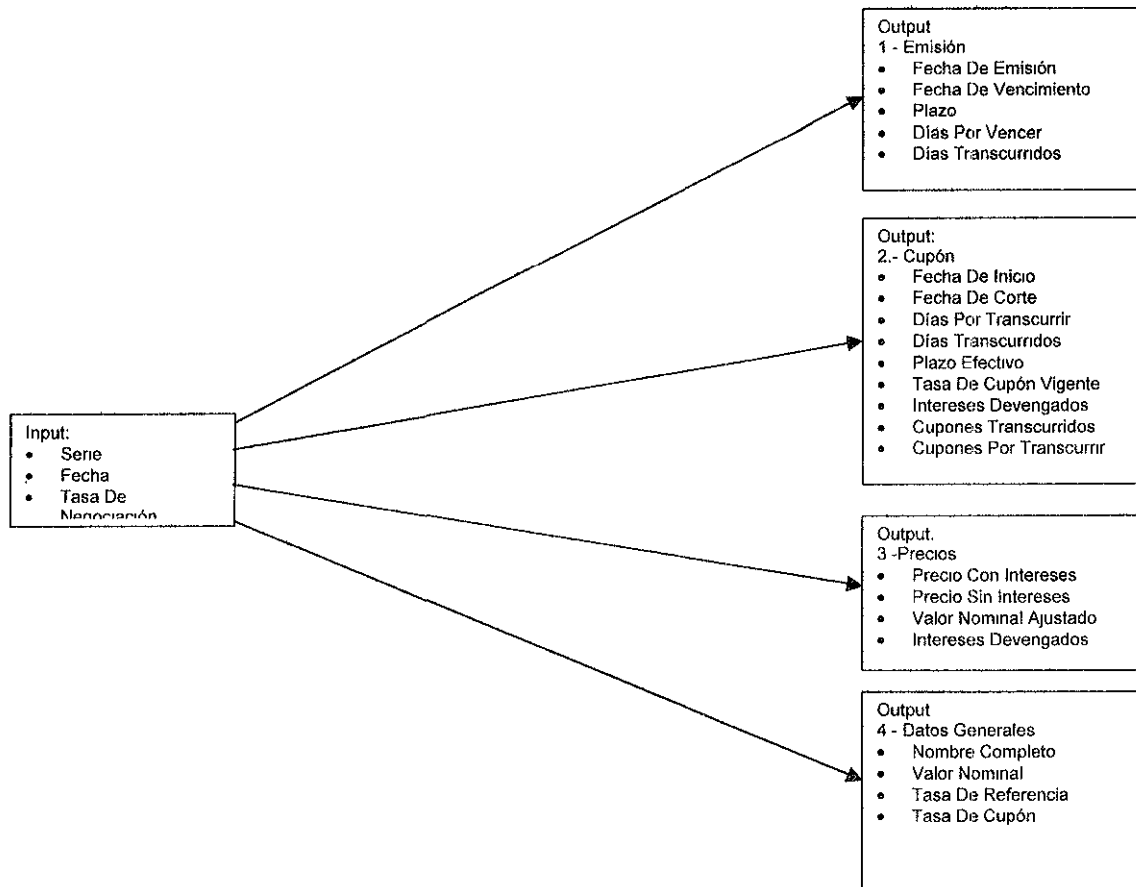 Input:
• Serie
• Fecha
• Tasa De
Negociación
Output
1 - Emisión
• Fecha De Emisión
• Fecha De Vencimiento
• Plazo
• Días Por Vencer
• Días Transcurridos
Output:
2.- Cupón
• Fecha De Inicio
• Fecha De Corte
• Días Por Transcurrir
• Días Transcurridos
• Plazo Efectivo
• Tasa De Cupón Vigente
• Intereses Devengados
• Cupones Transcurridos
• Cupones Por Transcurrir
Output.
3 -Precios
• Precio Con Intereses
• Precio Sin Intereses
• Valor Nominal Ajustado
• Intereses Devengados
Output
4 - Datos Generales
• Nombre Completo
• Valor Nominal
• Tasa De Referencia
• Tasa De Cupón